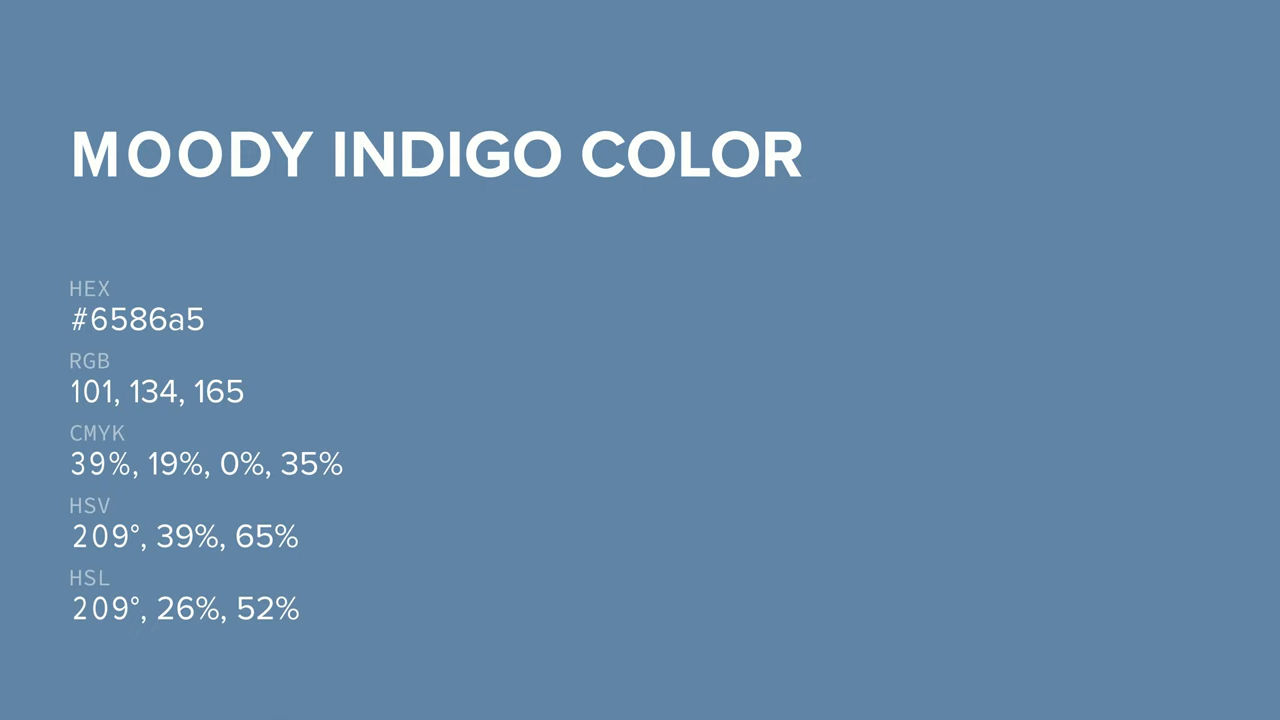 MOODY INDIGO COLOR
HEX
#6586a5
RGB
101, 134, 165
CMYK
39%, 19%, 0%, 35%
HSV
209°, 39%, 65%
HSL
209°, 26%, 52%